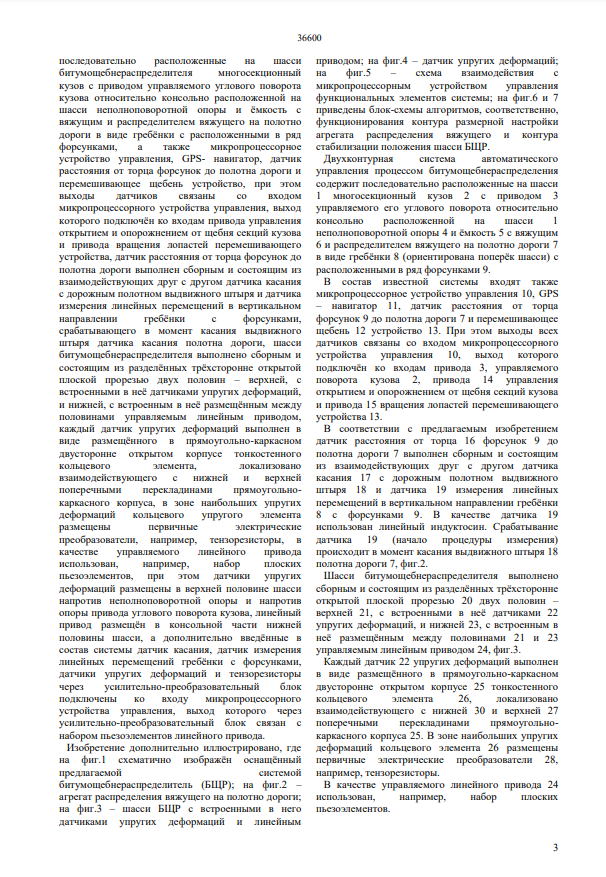 36600
последовательно расположенные на шасси
битумощебнераспределителя многосекционный
кузов с приводом управляемого углового поворота
кузова относительно консольно расположенной на
шасси неполноповоротной опоры и ёмкость с
вяжущим и распределителем вяжущего на полотно
дороги в виде гребёнки с расположенными в ряд
форсунками, а также микропроцессорное
устройство управления, GPS- навигатор, датчик
расстояния от торца форсунок до полотна дороги и
перемешивающее щебень устройство, при этом
выходы датчиков связаны со входом
микропроцессорного устройства управления, выход
которого подключён ко входам привода управления
открытием и опорожнением от щебня секций кузова
и привода вращения лопастей перемешивающего
устройства, датчик расстояния от торца форсунок до
полотна дороги выполнен сборным и состоящим из
взаимодействующих друг с другом датчика касания
с дорожным полотном выдвижного штыря и датчика
измерения линейных перемещений в вертикальном
направлении гребёнки с форсунками,
срабатывающего в момент касания выдвижного
штыря датчика касания полотна дороги, шасси
битумощебнераспределителя выполнено сборным и
состоящим из разделённых трёхсторонне открытой
плоской прорезью двух половин – верхней, с
встроенными в неё датчиками упругих деформаций,
и нижней, с встроенным в неё размещённым между
половинами управляемым линейным приводом,
каждый датчик упругих деформаций выполнен в
виде размещённого в прямоугольно-каркасном
двусторонне открытом корпусе тонкостенного
кольцевого элемента, локализовано
взаимодействующего с нижней и верхней
поперечными перекладинами прямоугольно-
каркасного корпуса, в зоне наибольших упругих
деформаций кольцевого упругого элемента
размещены первичные электрические
преобразователи, например, тензорезисторы, в
качестве управляемого линейного привода
использован, например, набор плоских
пьезоэлементов, при этом датчики упругих
деформаций размещены в верхней половине шасси
напротив неполноповоротной опоры и напротив
опоры привода углового поворота кузова, линейный
привод размещён в консольной части нижней
половины шасси, а дополнительно введённые в
состав системы датчик касания, датчик измерения
линейных перемещений гребёнки с форсунками,
датчики упругих деформаций и тензорезисторы
через усилительно-преобразовательный блок
подключены ко входу микропроцессорного
устройства управления, выход которого через
усилительно-преобразовательный блок связан с
набором пьезоэлементов линейного привода.
Изобретение дополнительно иллюстрировано, где
на фиг.1 схематично изображён оснащённый
предлагаемой системой
битумощебнераспределитель (БЩР); на фиг.2 –
агрегат распределения вяжущего на полотно дороги;
на фиг.3 – шасси БЩР с встроенными в него
датчиками упругих деформаций и линейным
приводом; на фиг.4 – датчик упругих деформаций;
на фиг.5 – схема взаимодействия с
микропроцессорным устройством управления
функциональных элементов системы; на фиг.6 и 7
приведены блок-схемы алгоритмов, соответственно,
функционирования контура размерной настройки
агрегата распределения вяжущего и контура
стабилизации положения шасси БЩР.
Двухконтурная система автоматического
управления процессом битумощебнераспределения
содержит последовательно расположенные на шасси
1 многосекционный кузов 2 с приводом 3
управляемого его углового поворота относительно
консольно расположенной на шасси 1
неполноповоротной опоры 4 и ёмкость 5 с вяжущим
6 и распределителем вяжущего на полотно дороги 7
в виде гребёнки 8 (ориентирована поперёк шасси) с
расположенными в ряд форсунками 9.
В состав известной системы входят также
микропроцессорное устройство управления 10, GPS
– навигатор 11, датчик расстояния от торца
форсунок 9 до полотна дороги 7 и перемешивающее
щебень 12 устройство 13. При этом выходы всех
датчиков связаны со входом микропроцессорного
устройства управления 10, выход которого
подключён ко входам привода 3, управляемого
поворота кузова 2, привода 14 управления
открытием и опорожнением от щебня секций кузова
и привода 15 вращения лопастей перемешивающего
устройства 13.
В соответствии с предлагаемым изобретением
датчик расстояния от торца 16 форсунок 9 до
полотна дороги 7 выполнен сборным и состоящим
из взаимодействующих друг с другом датчика
касания 17 с дорожным полотном выдвижного
штыря 18 и датчика 19 измерения линейных
перемещений в вертикальном направлении гребёнки
8 с форсунками 9. В качестве датчика 19
использован линейный индуктосин. Срабатывание
датчика 19 (начало процедуры измерения)
происходит в момент касания выдвижного штыря 18
полотна дороги 7, фиг.2.
Шасси битумощебнераспределителя выполнено
сборным и состоящим из разделённых трёхсторонне
открытой плоской прорезью 20 двух половин –
верхней 21, с встроенными в неё датчиками 22
упругих деформаций, и нижней 23, с встроенным в
неё размещённым между половинами 21 и 23
управляемым линейным приводом 24, фиг.3.
Каждый датчик 22 упругих деформаций выполнен
в виде размещённого в прямоугольно-каркасном
двусторонне открытом корпусе 25 тонкостенного
кольцевого элемента 26, локализовано
взаимодействующего с нижней 30 и верхней 27
поперечными перекладинами прямоугольно-
каркасного корпуса 25. В зоне наибольших упругих
деформаций кольцевого элемента 26 размещены
первичные электрические преобразователи 28,
например, тензорезисторы.
В качестве управляемого линейного привода 24
использован, например, набор плоских
пьезоэлементов.
3